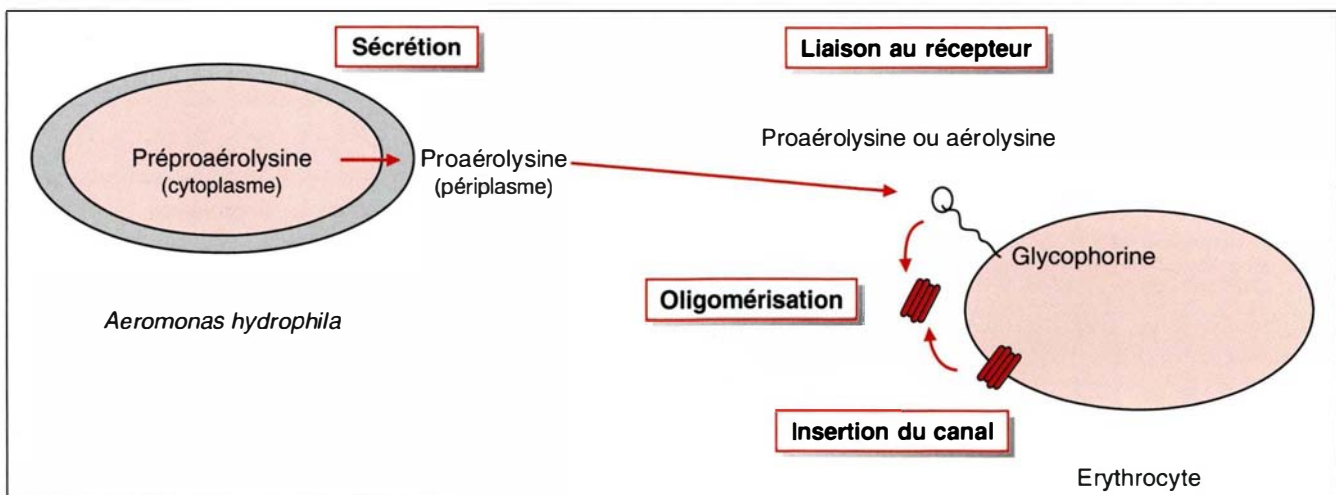 Sécrétion
Liaison au récepteur
Préproaérolysine
(cytoplasme)
Proaérolysine
(périplasme)
Proaérolysine ou aérolysine
Glycophorine
Oligomérisation
Aeromonas hydrophila
Insertion du canal
Erythrocyte